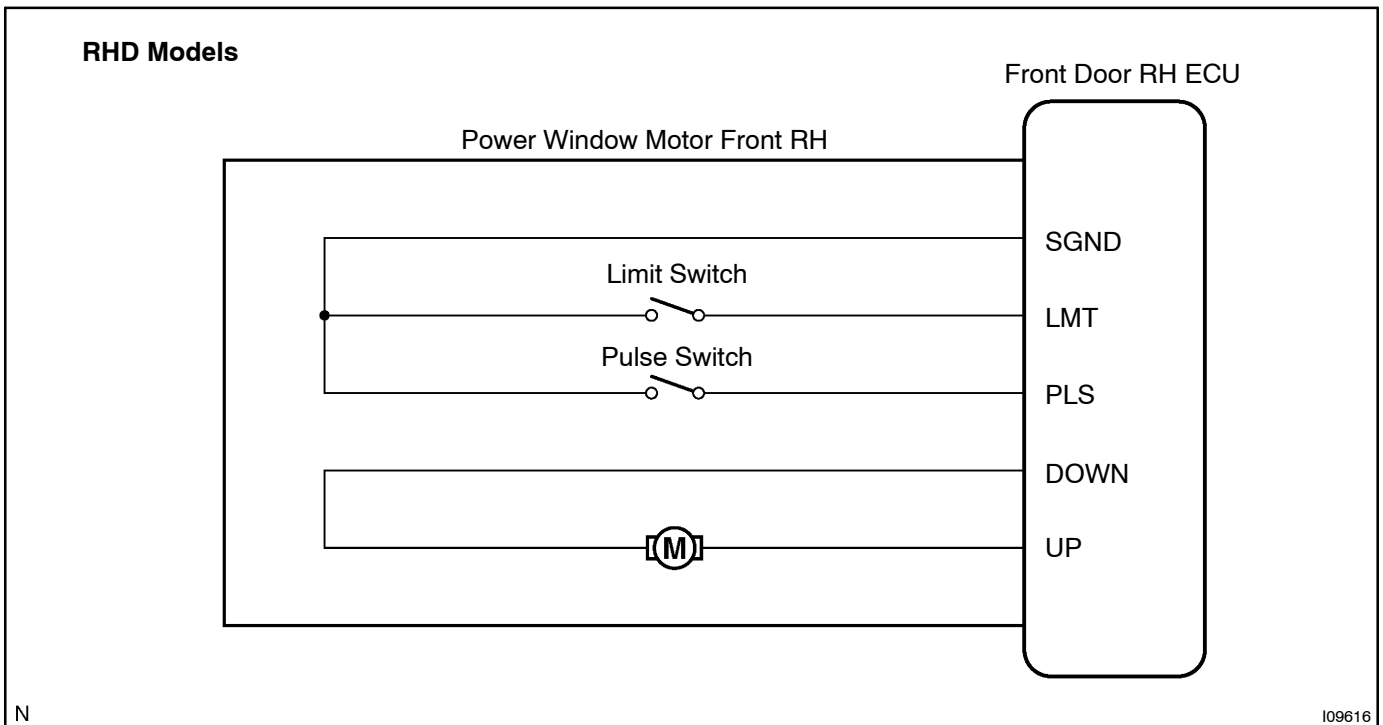 RHD Models
Front Door RH ECU
Power Window Motor Front RH
SGND
Limit Switch
LMT
Pulse Switch
PLS
DOWN
M
UP
N
I09616